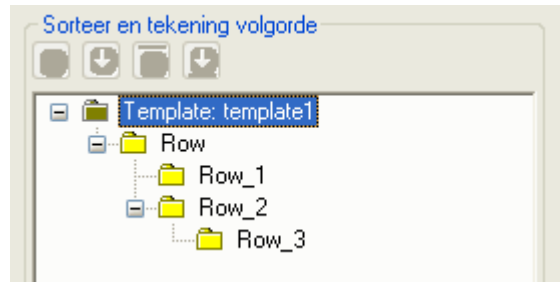 Sorteer en tekening volgorde
Template: template1
Row
Row_1
Row_2
Row_3